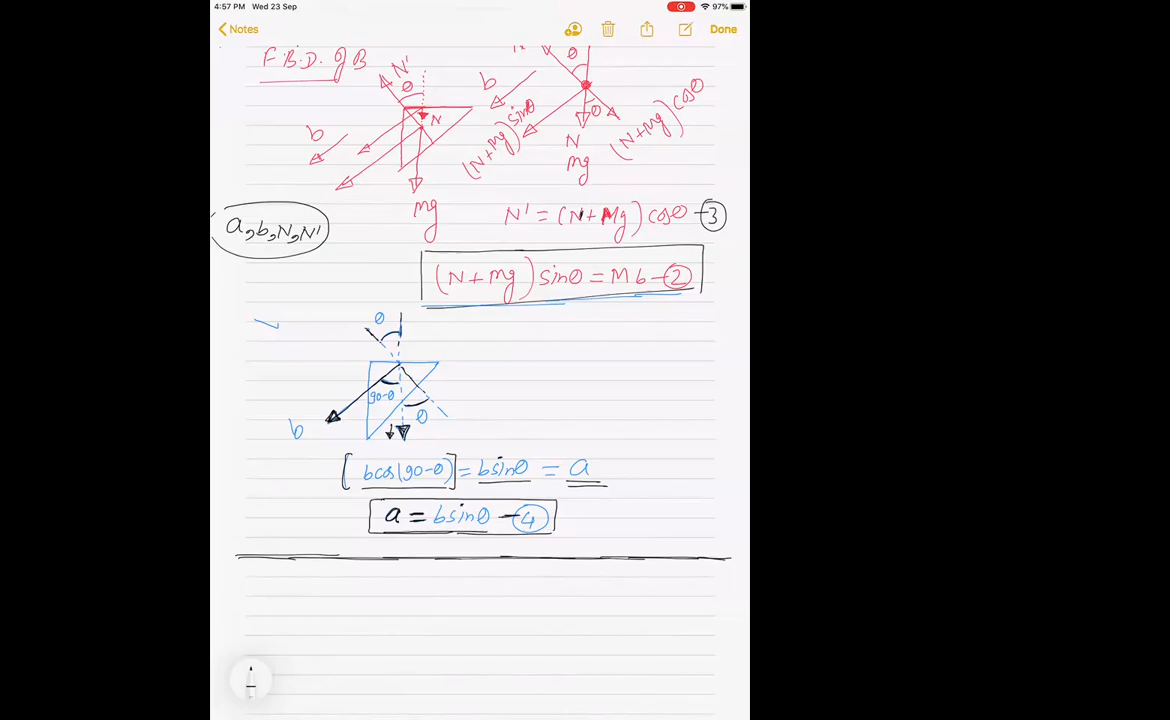 4:57 PM Wed 23 Sep
97%
Notes
Done
F.B.D. of B
N'
θ
N
b
b
mg
θ
b
θ
N
mg
(N+mg) sinθ
(N+mg) cosθ
a, b, N, N'
N' = (N+Mg) cosθ - 3
(N+mg) sinθ = Mb - 2
θ
90-θ
θ
b
[bcos(90-θ)] = bsinθ = a
a = bsinθ - 4